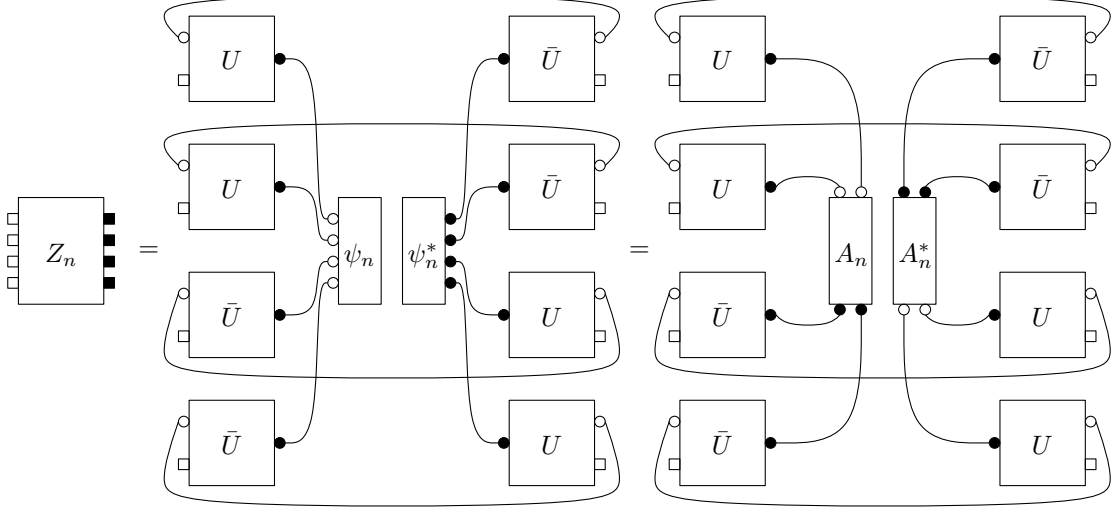 U Ū U Ū
U Ū U Ū
Z_n = ψ_n ψ_n^* = A_n A_n^*
Ū U Ū U
Ū U Ū U